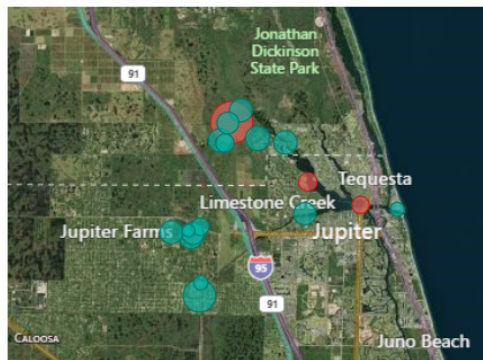 Jonathan
Dickinson
State Park
91
Tequesta
Limestone Creek
Jupiter Farms
Jupiter
95
91
CALOOSA
Juno Beach